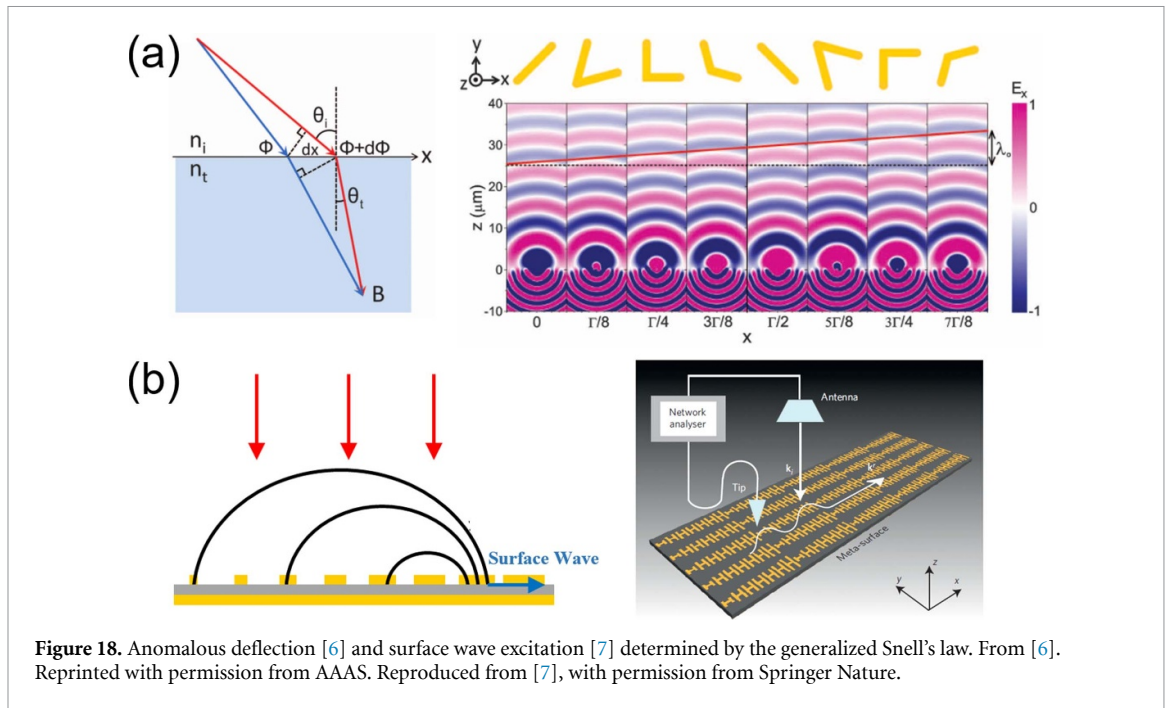 (a)
θi
ni
Φ
dx
Φ+dΦ
x
nt
θt
B
y
z
x
Ex
40
30
20
10
0
-10
z (μm)
λo
1
0
-1
0
Γ/8
Γ/4
3Γ/8
Γ/2
5Γ/8
3Γ/4
7Γ/8
x
(b)
Surface Wave
Network
analyser
Antenna
Tip
ki
kr
Meta-surface
z
y
x
Figure 18. Anomalous deflection [6] and surface wave excitation [7] determined by the generalized Snell's law. From [6].
Reprinted with permission from AAAS. Reproduced from [7], with permission from Springer Nature.